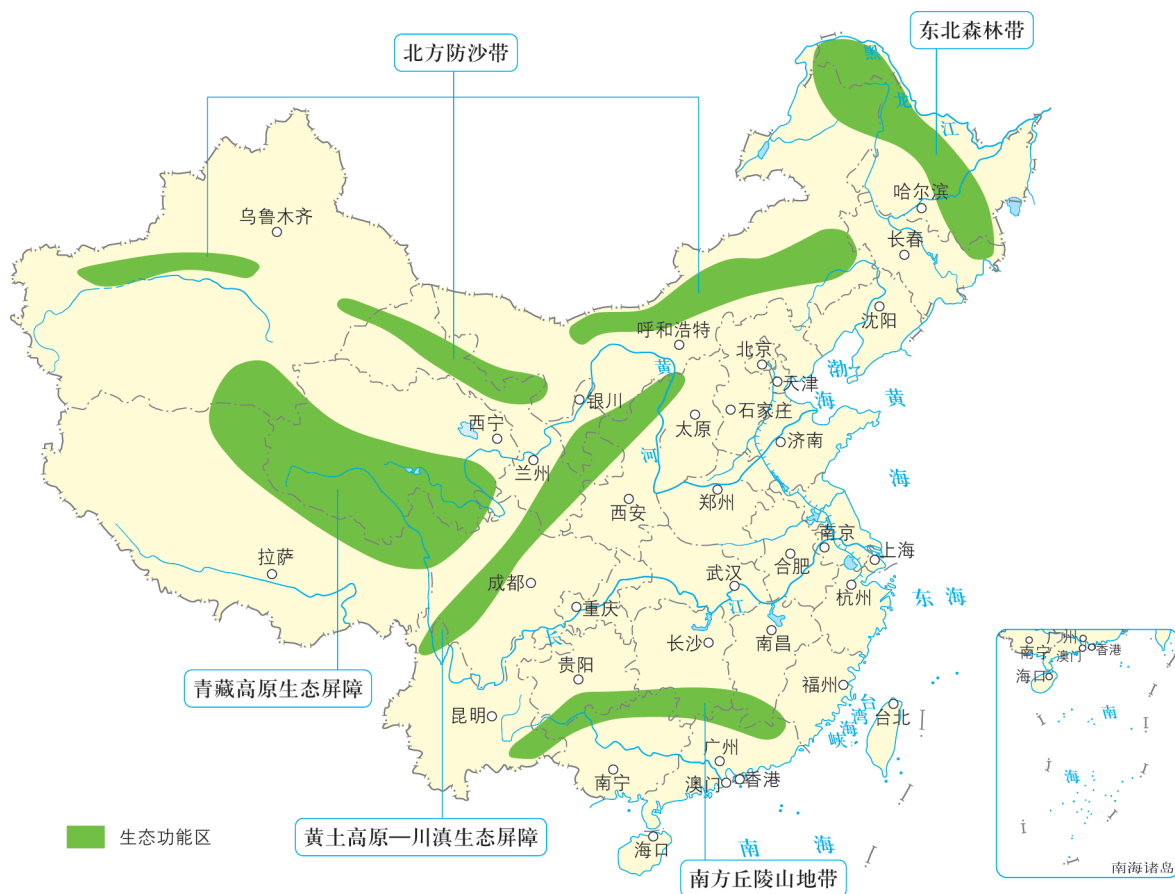 东北森林带
北方防沙带
黑
龙
江
哈尔滨
乌鲁木齐
长春
沈阳
呼和浩特
北京
黄
渤
海
天津
银川
石家庄
黄
西宁
太原
济南
河
兰州
海
郑州
西安
南京
上海
拉萨
合肥
成都
武汉
杭州
重庆
江
东海
长
长沙
南昌
广州
南宁
澳门
香港
贵阳
海口
青藏高原生态屏障
福州
台
湾
海
峡
昆明
台北
南
广州
海
南宁
澳门
香港
生态功能区
黄土高原—川滇生态屏障
海口
南海
南海诸岛
南方丘陵山地带